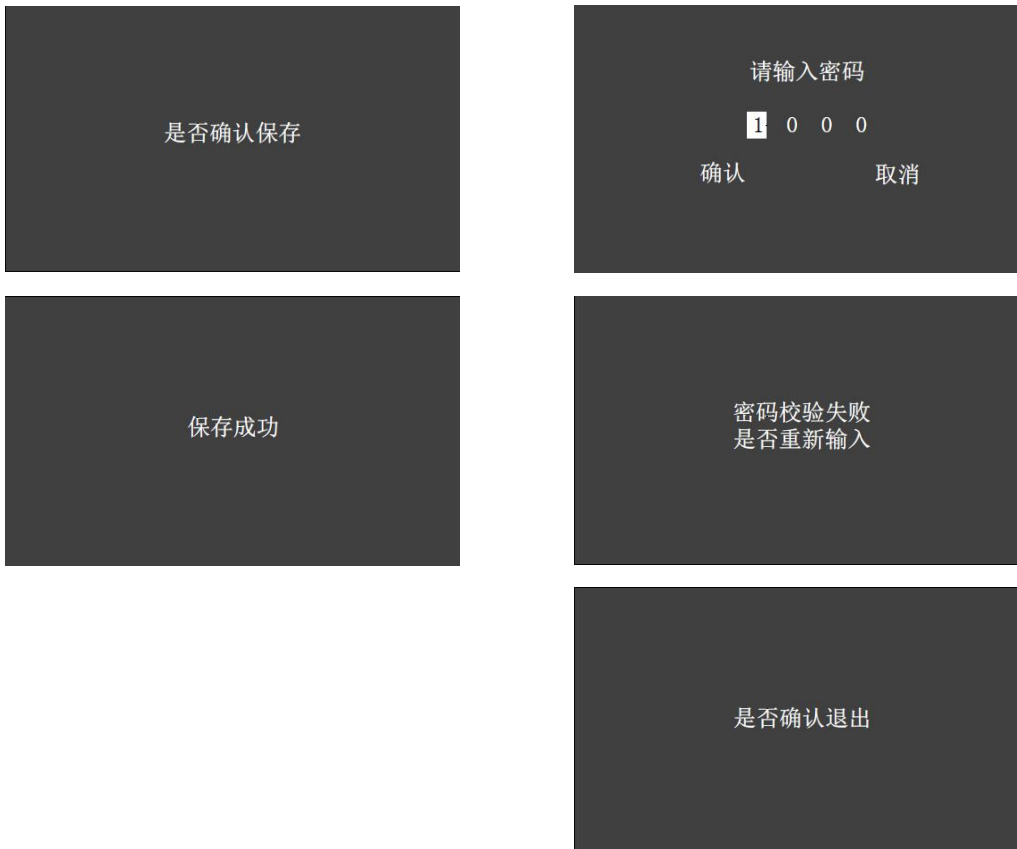 是否确认保存
请输入密码
1 0 0 0
确认 取消
保存成功
密码校验失败
是否重新输入
是否确认退出